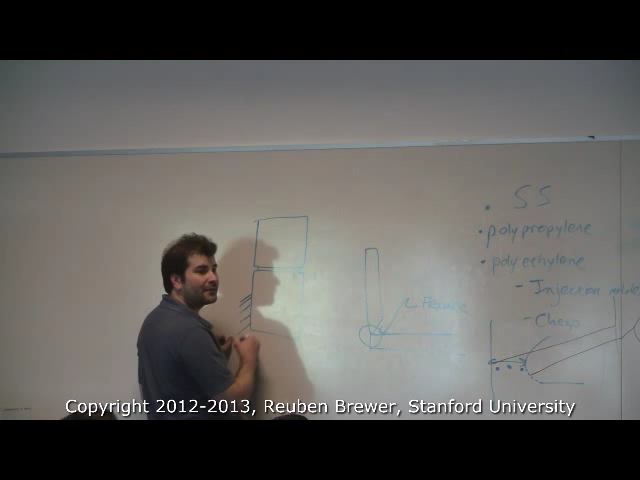 • SS
• polypropylene
• polyethylene
- Injection
- Cheap
Copyright 2012-2013, Reuben Brewer, Stanford University